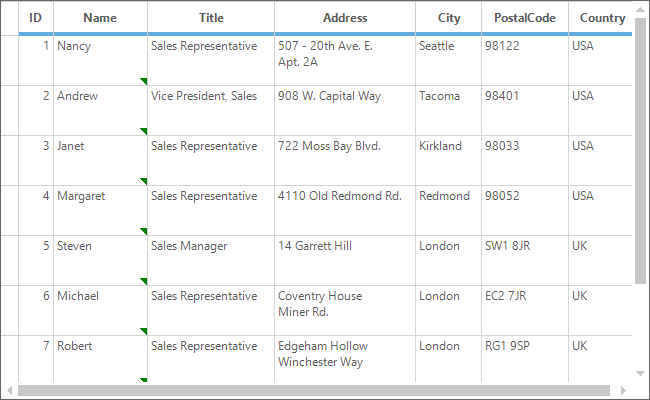 ID Name Title Address City PostalCode Country
1 Nancy Sales Representative 507 - 20th Ave. E. Seattle 98122 USA
Apt. 2A
2 Andrew Vice President, Sales 908 W. Capital Way Tacoma 98401 USA
3 Janet Sales Representative 722 Moss Bay Blvd. Kirkland 98033 USA
4 Margaret Sales Representative 4110 Old Redmond Rd. Redmond 98052 USA
5 Steven Sales Manager 14 Garrett Hill London SW1 8JR UK
6 Michael Sales Representative Coventry House London EC2 7JR UK
Miner Rd.
7 Robert Sales Representative Edgeham Hollow London RG1 9SP UK
Winchester Way